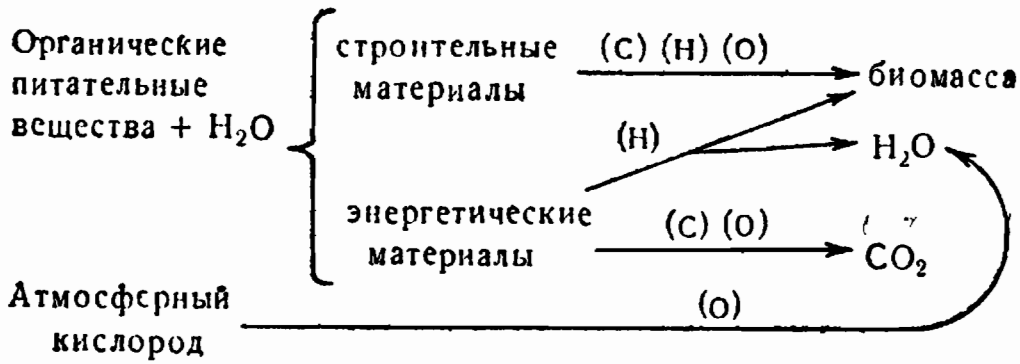 Органические
питательные
вещества + H₂O
строительные
материалы
(C) (H) (O)
биомасса
(H)
H₂O
энергетические
материалы
(C) (O)
CO₂
Атмосферный
кислород
(O)